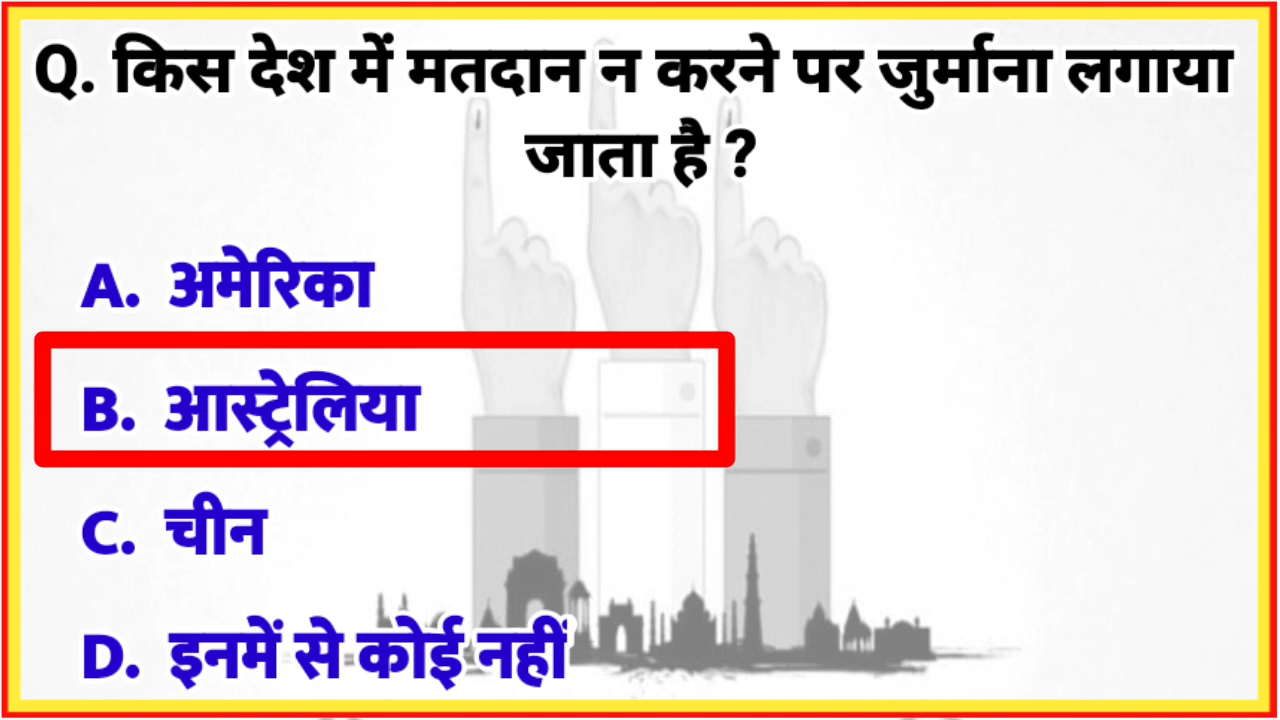 Q. किस देश में मतदान न करने पर जुर्माना लगाया
जाता है ?
A. अमेरिका
B. आस्ट्रेलिया
C. चीन
D. इनमें से कोई नहीं